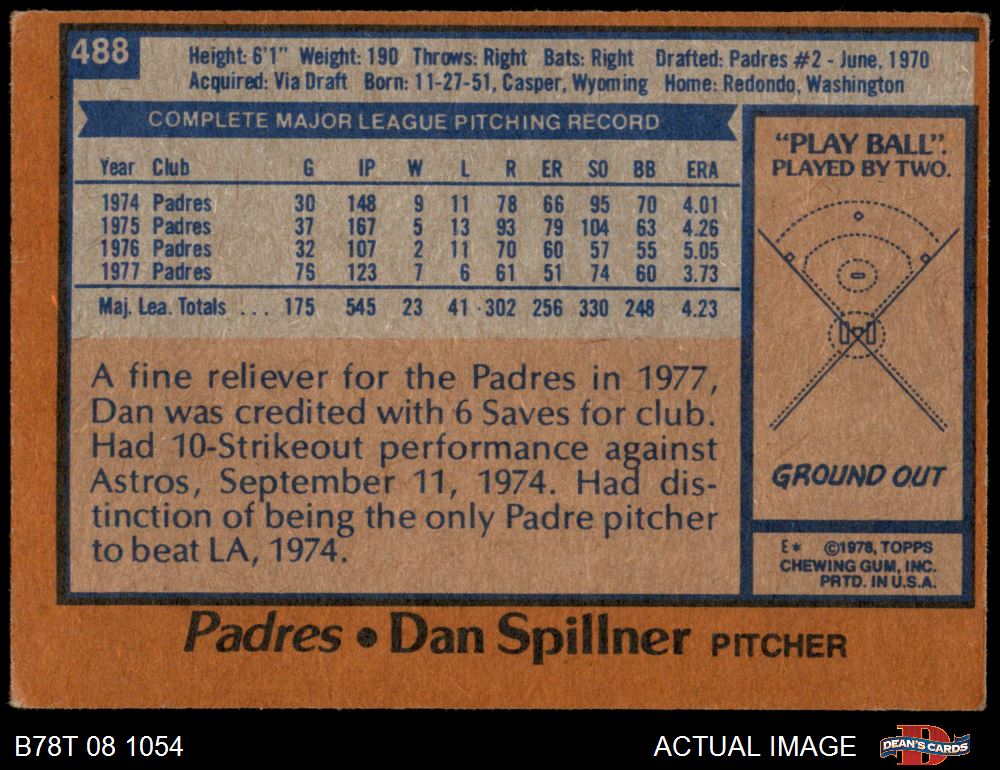 488
Height: 6'1" Weight: 190 Throws: Right Bats: Right Drafted: Padres #2 - June, 1970
Acquired: Via Draft Born: 11-27-51, Casper, Wyoming Home: Redondo, Washington
COMPLETE MAJOR LEAGUE PITCHING RECORD
Year Club G IP W L R ER SO BB ERA
1974 Padres 30 148 9 11 78 66 95 70 4.01
1975 Padres 37 167 5 13 93 79 104 63 4.26
1976 Padres 32 107 2 11 70 60 57 55 5.05
1977 Padres 76 123 7 6 61 51 74 60 3.73
Maj. Lea. Totals ... 175 545 23 41 302 256 330 248 4.23
A fine reliever for the Padres in 1977,
Dan was credited with 6 Saves for club.
Had 10-Strikeout performance against
Astros, September 11, 1974. Had dis-
tinction of being the only Padre pitcher
to beat LA, 1974.
"PLAY BALL".
PLAYED BY TWO.
GROUND OUT
E* ©1978, TOPPS
CHEWING GUM, INC.
PRTD. IN U.S.A.
Padres • Dan Spillner PITCHER
B78T 08 1054
ACTUAL IMAGE
D
DEAN'S CARDS